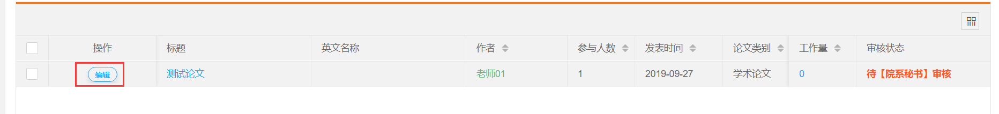 操作 标题 英文名称 作者 参与人数 发表时间 论文类别 工作量 审核状态
编辑 测试论文 老师01 1 2019-09-27 学术论文 0 待【院系秘书】审核